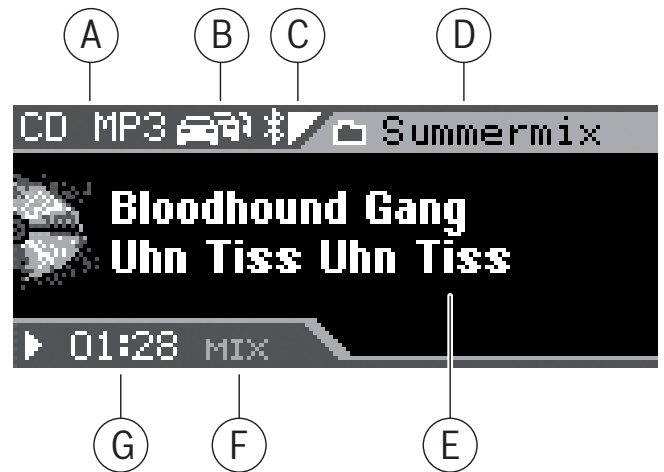 A B C D
CD MP3 Summermix
Bloodhound Gang
Uhn Tiss Uhn Tiss
01:28 MIX
G F E